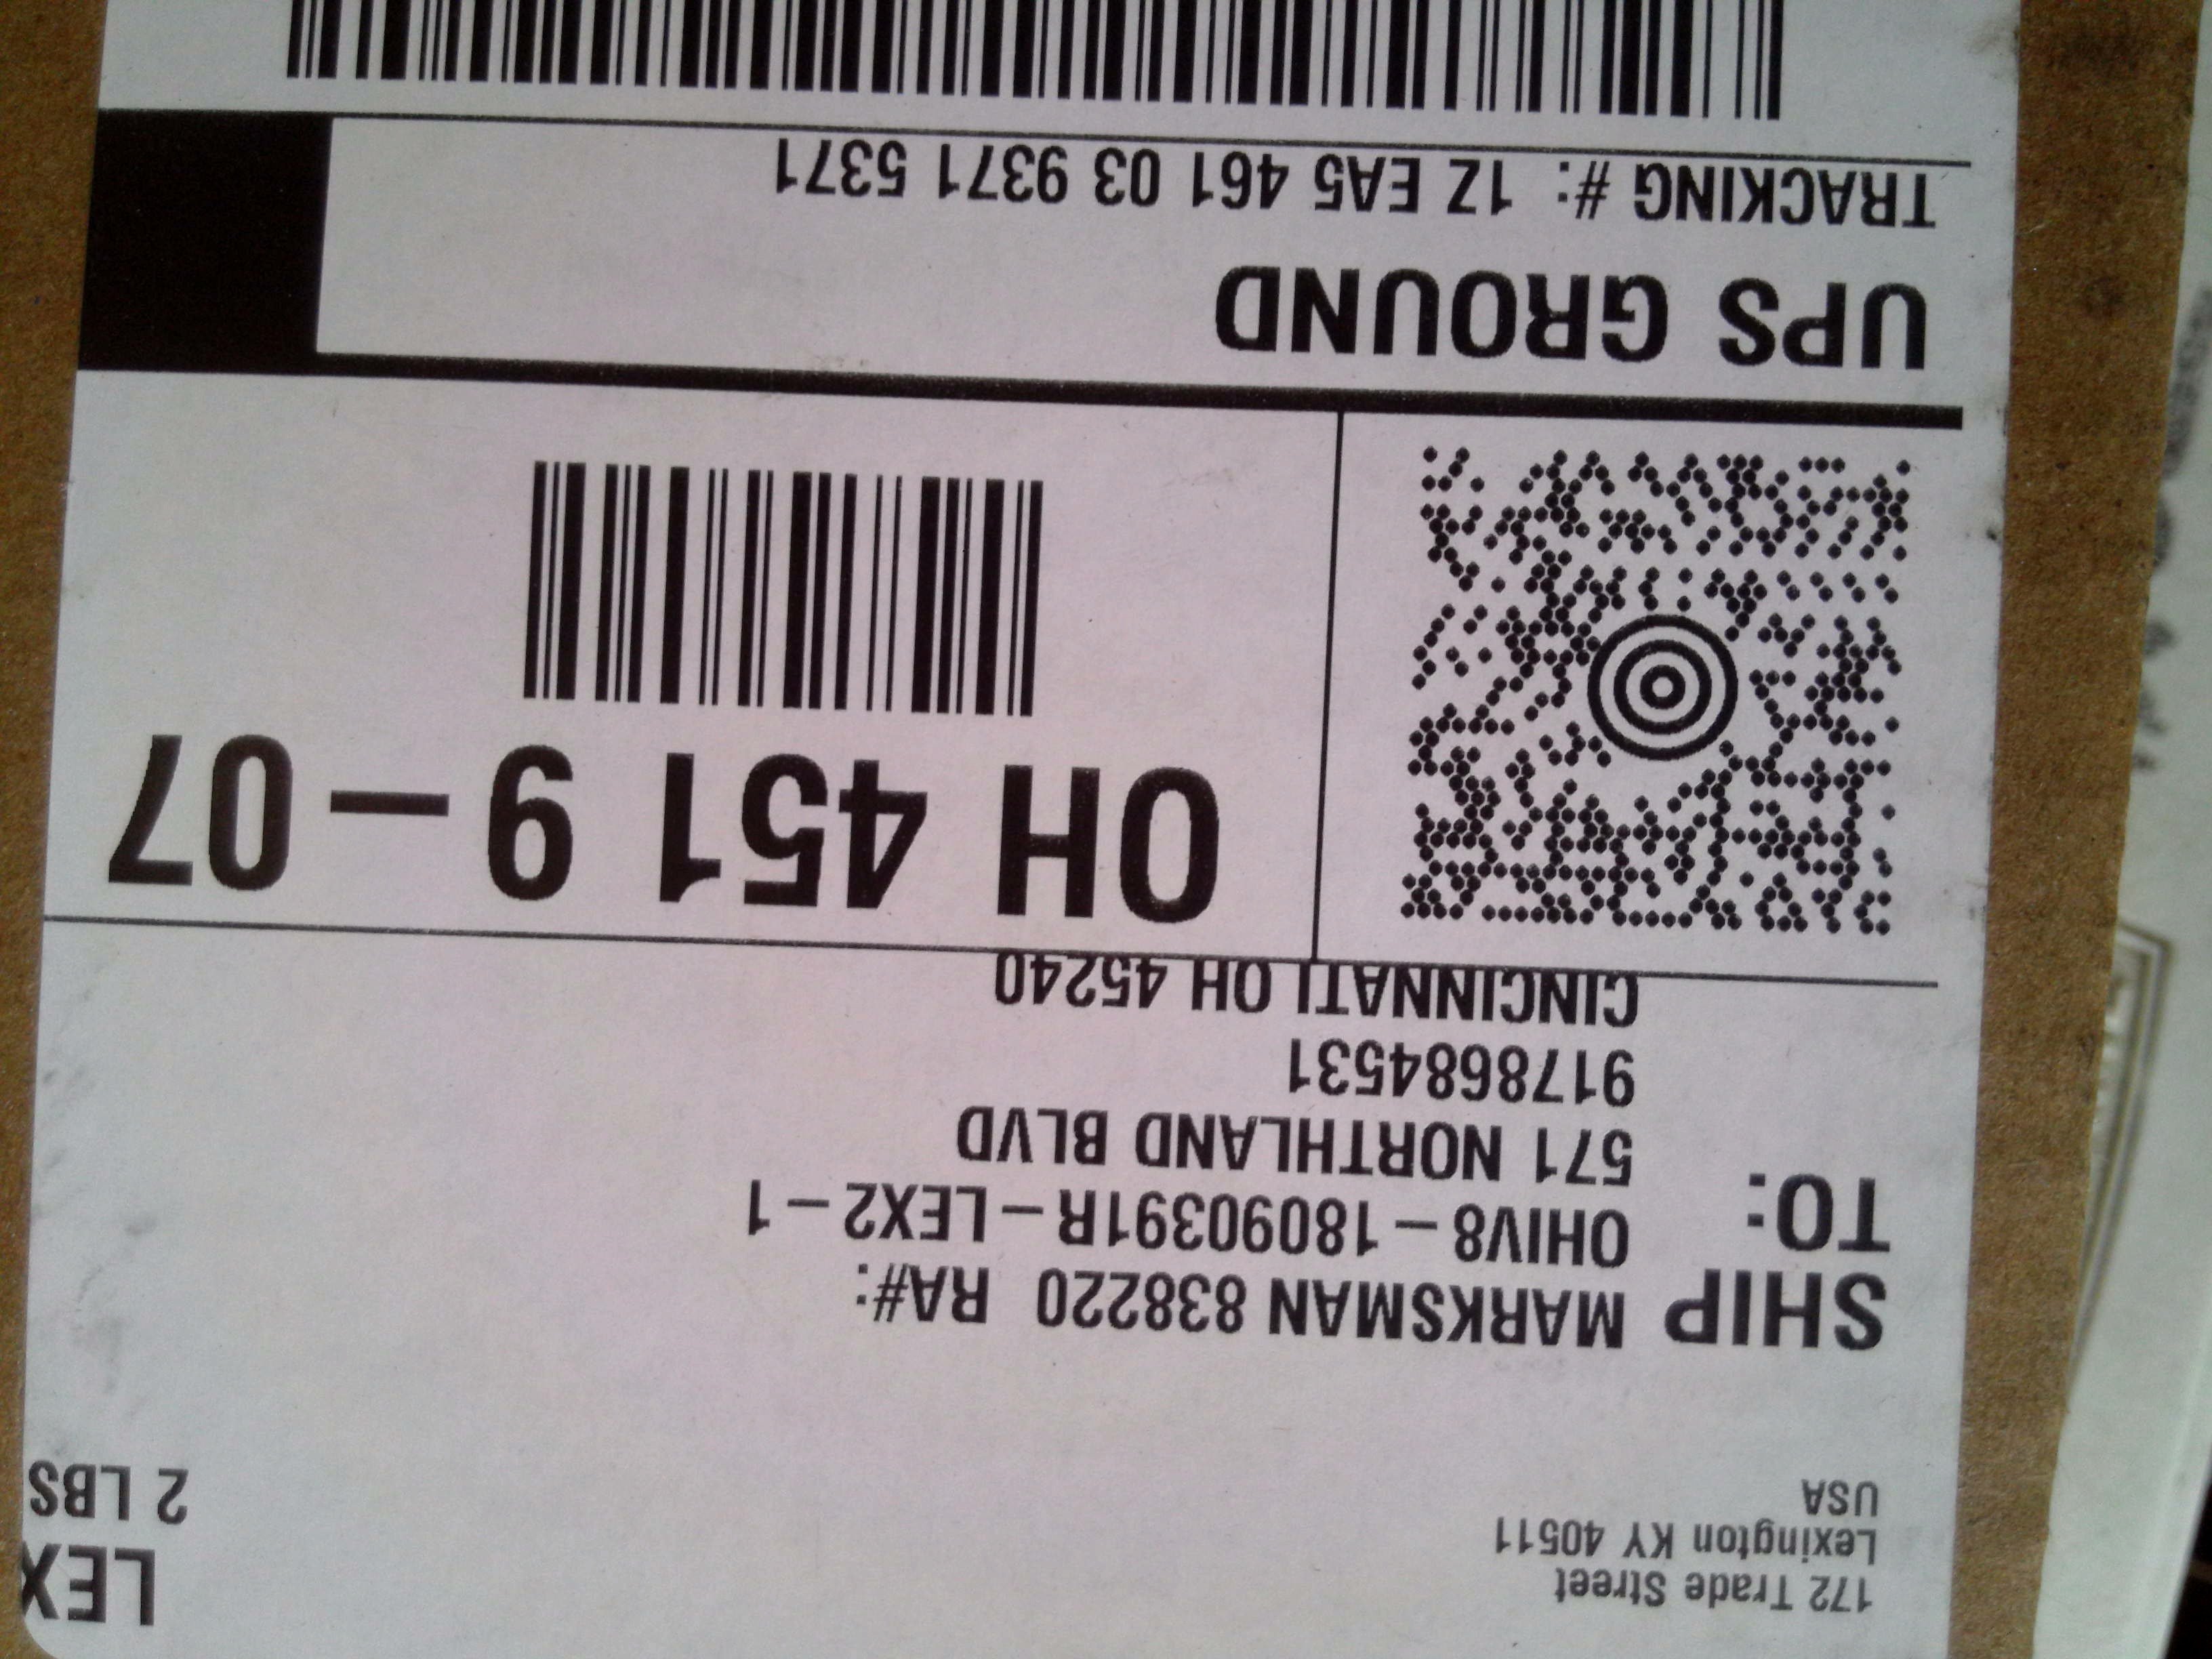 172 Trade Street
Lexington KY 40511
USA
LEX
2 LBS
SHIP TO:
MARKSMAN 838220 RA#:
OHIV8-18090391R-LEX2-1
571 NORTHLAND BLVD
9178684531
CINCINNATI OH 45240
OH 451 9-07
UPS GROUND
TRACKING #: 1Z EA5 461 03 9371 5371